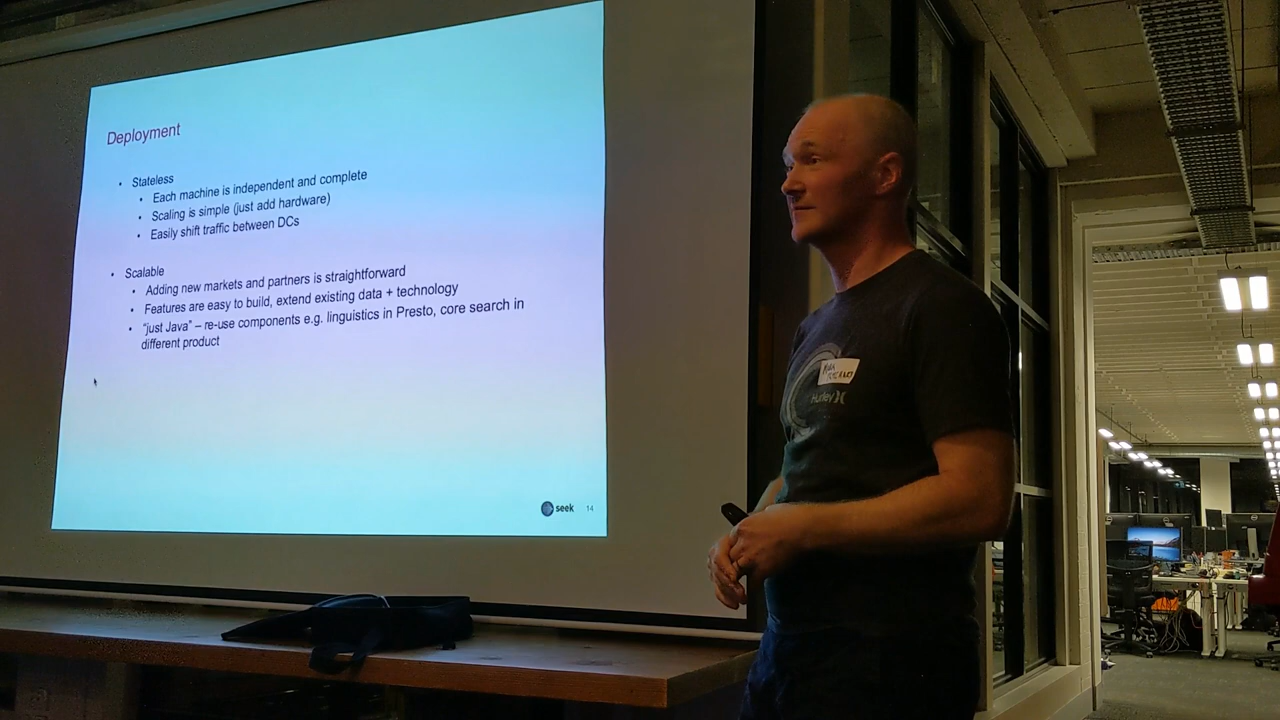 Deployment
• Stateless
• Each machine is independent and complete
• Scaling is simple (just add hardware)
• Easily shift traffic between DCs
• Scalable
• Adding new markets and partners is straightforward
• Features are easy to build, extend existing data + technology
• "just Java" – re-use components e.g. linguistics in Presto, core search in
different product
seek 14
Hurley